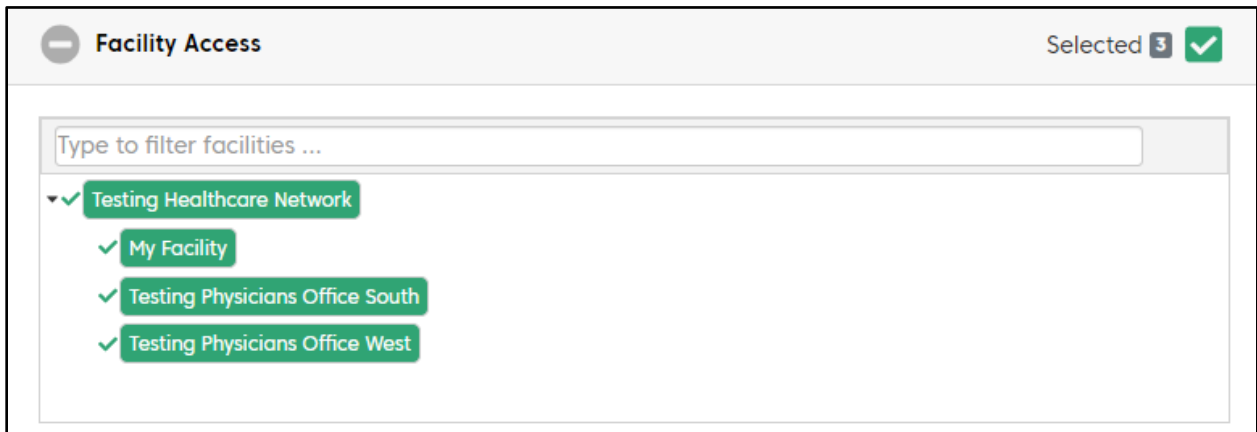 Facility Access
Selected 3
Type to filter facilities ...
Testing Healthcare Network
My Facility
Testing Physicians Office South
Testing Physicians Office West